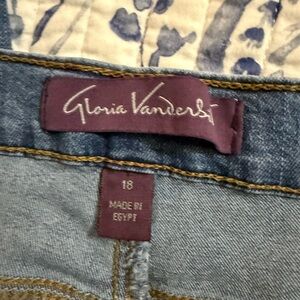 Gloria Vanderbilt
18
MADE IN
EGYPT